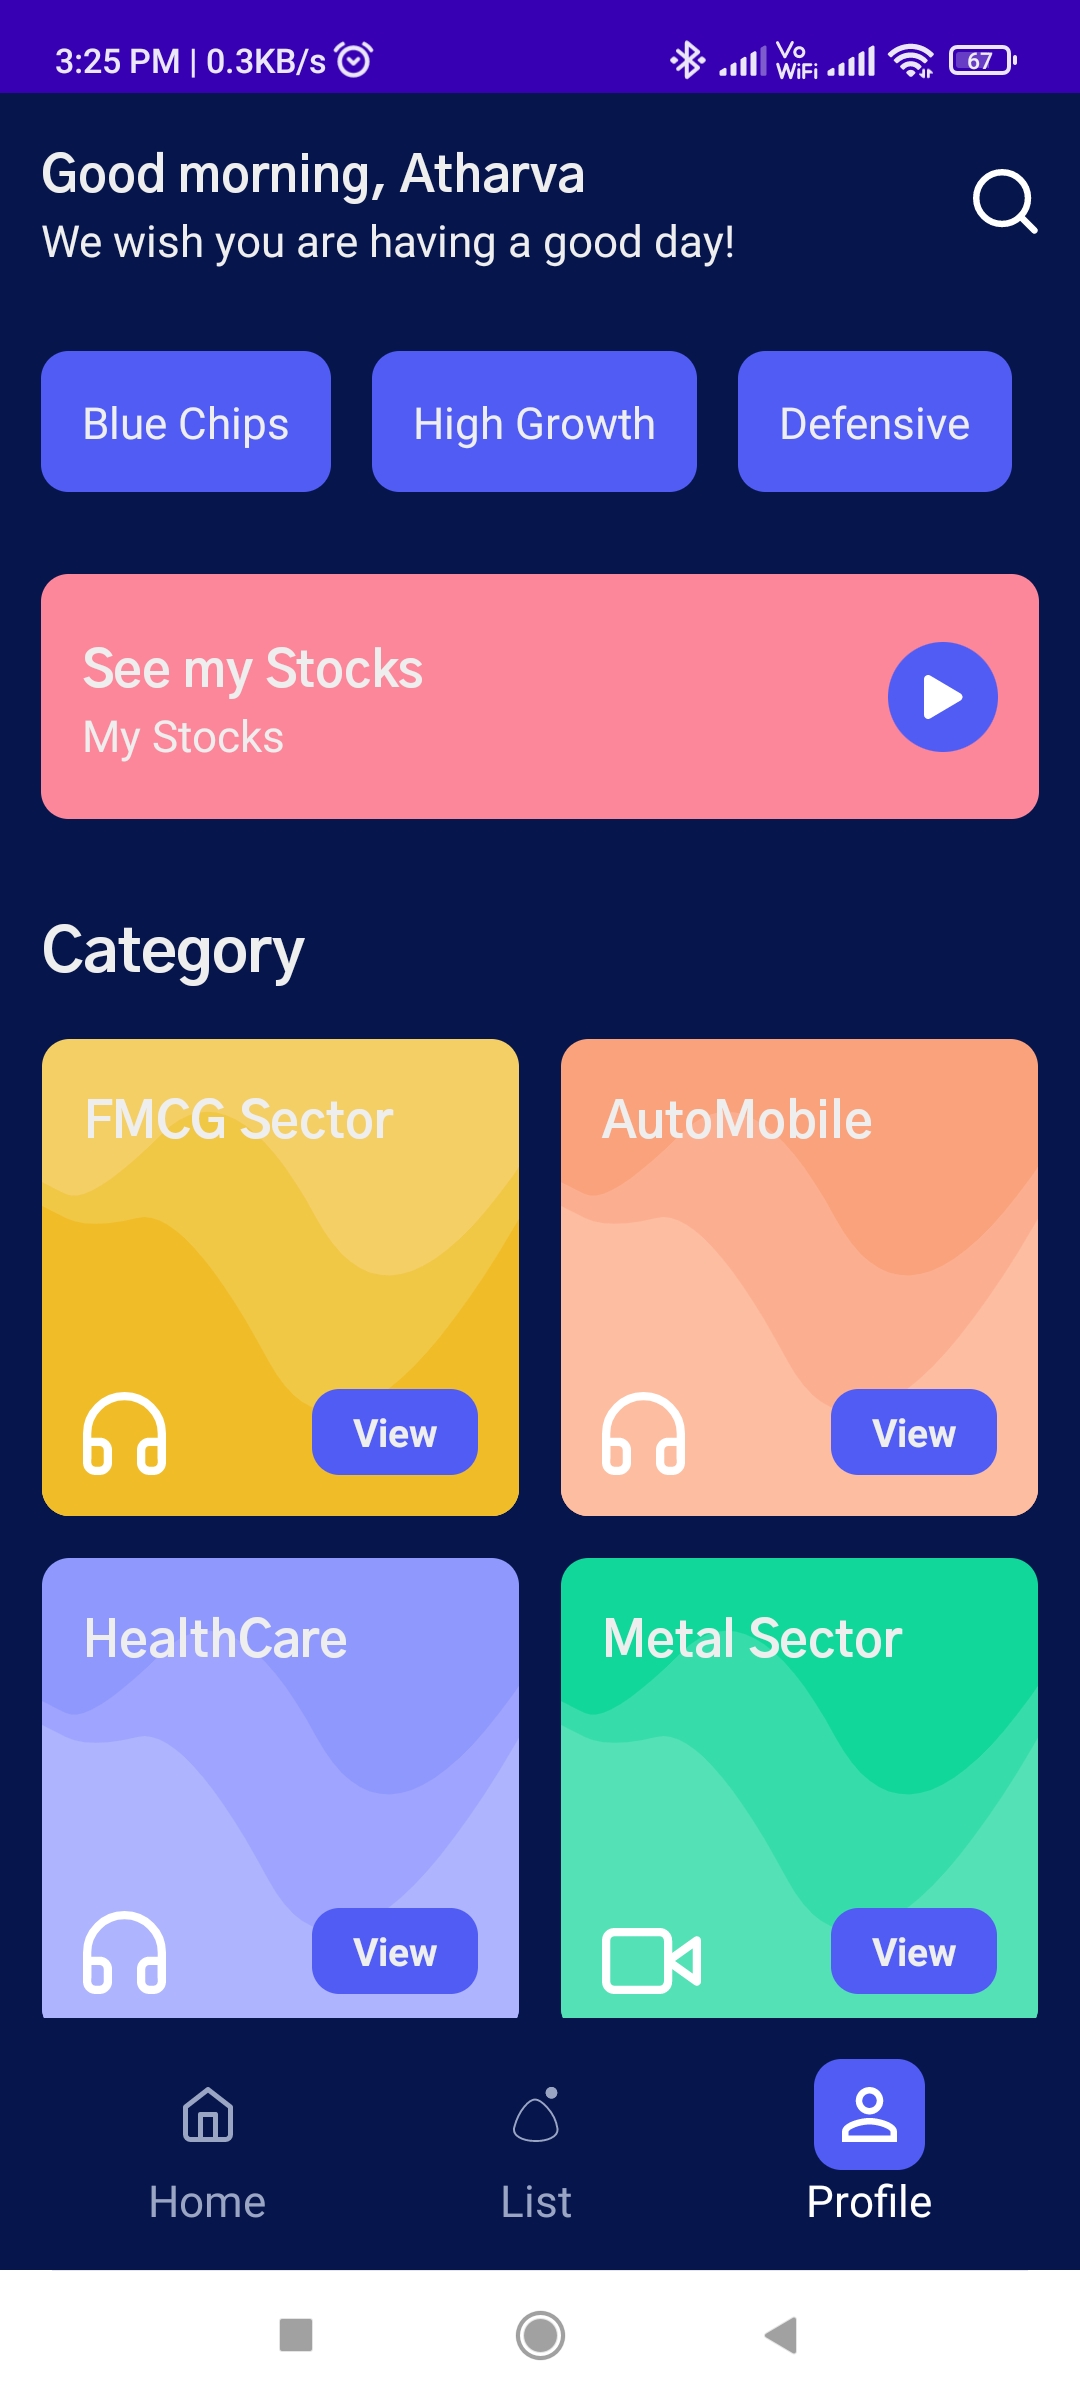 3:25 PM | 0.3KB/s Vo WiFi 67
Good morning, Atharva
We wish you are having a good day!
Blue Chips High Growth Defensive
See my Stocks
My Stocks
Category
FMCG Sector AutoMobile
View View
HealthCare Metal Sector
View View
Home List Profile